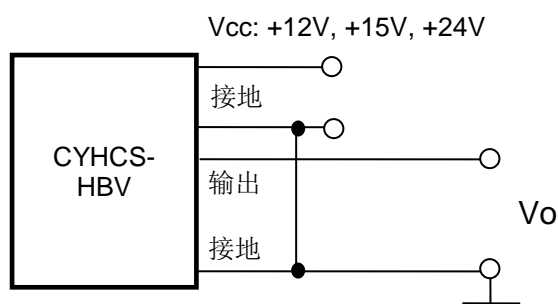 Vcc: +12V, +15V, +24V
接地
CYHCS-
HBV
输出
Vo
接地